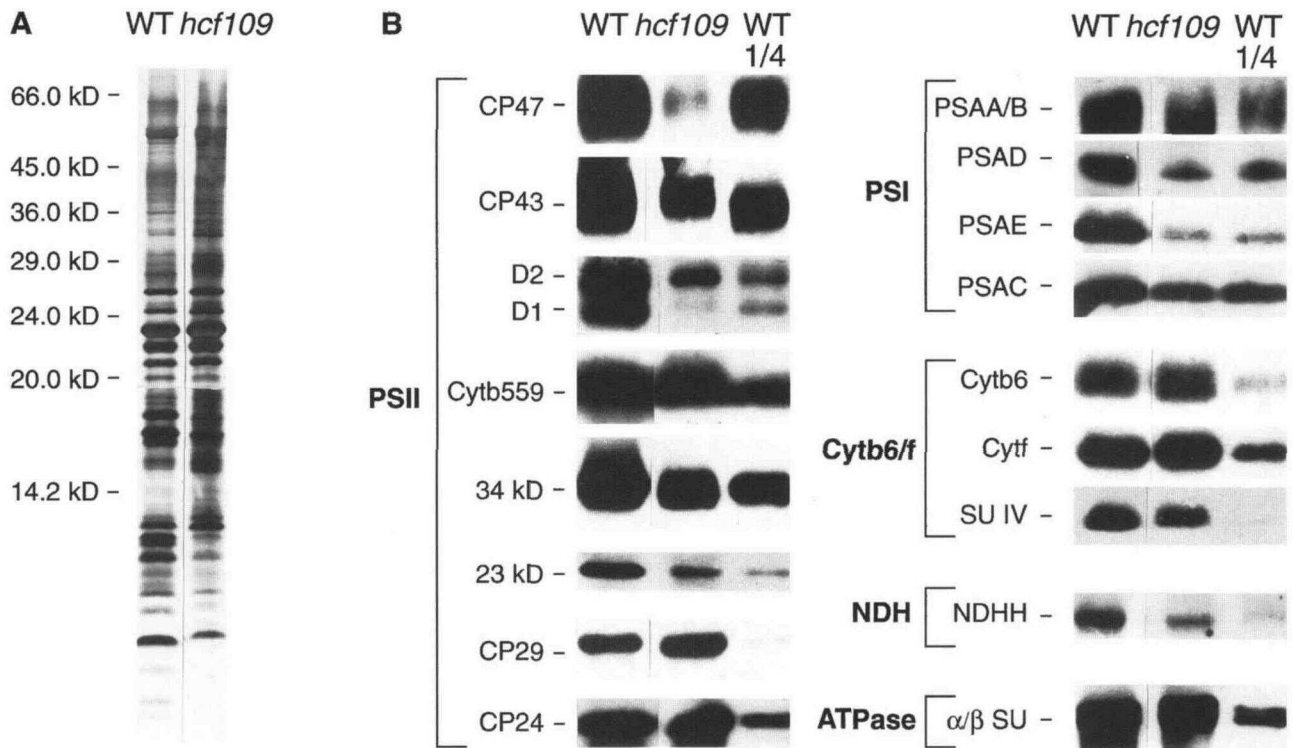 A
WT hcf109
66.0 kD
45.0 kD
36.0 kD
29.0 kD
24.0 kD
20.0 kD
14.2 kD
B
WT hcf109 WT
1/4
PSII
CP47
CP43
D2
D1
Cytb559
34 kD
23 kD
CP29
CP24
WT hcf109 WT
1/4
PSI
PSAA/B
PSAD
PSAE
PSAC
Cytb6/f
Cytb6
Cytf
SU IV
NDH
NDHH
ATPase
α/β SU